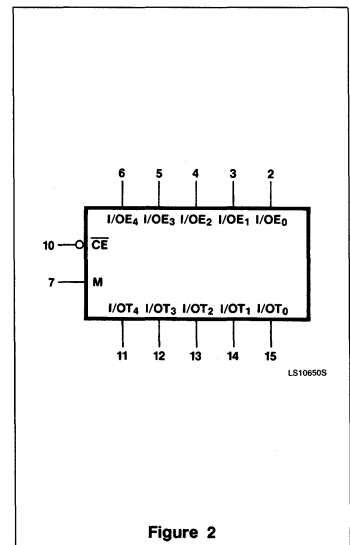 6 5 4 3 2
I/OE4 I/OE3 I/OE2 I/OE1 I/OE0
10 CE
7 M
I/OT4 I/OT3 I/OT2 I/OT1 I/OT0
11 12 13 14 15
LS10650S
Figure 2